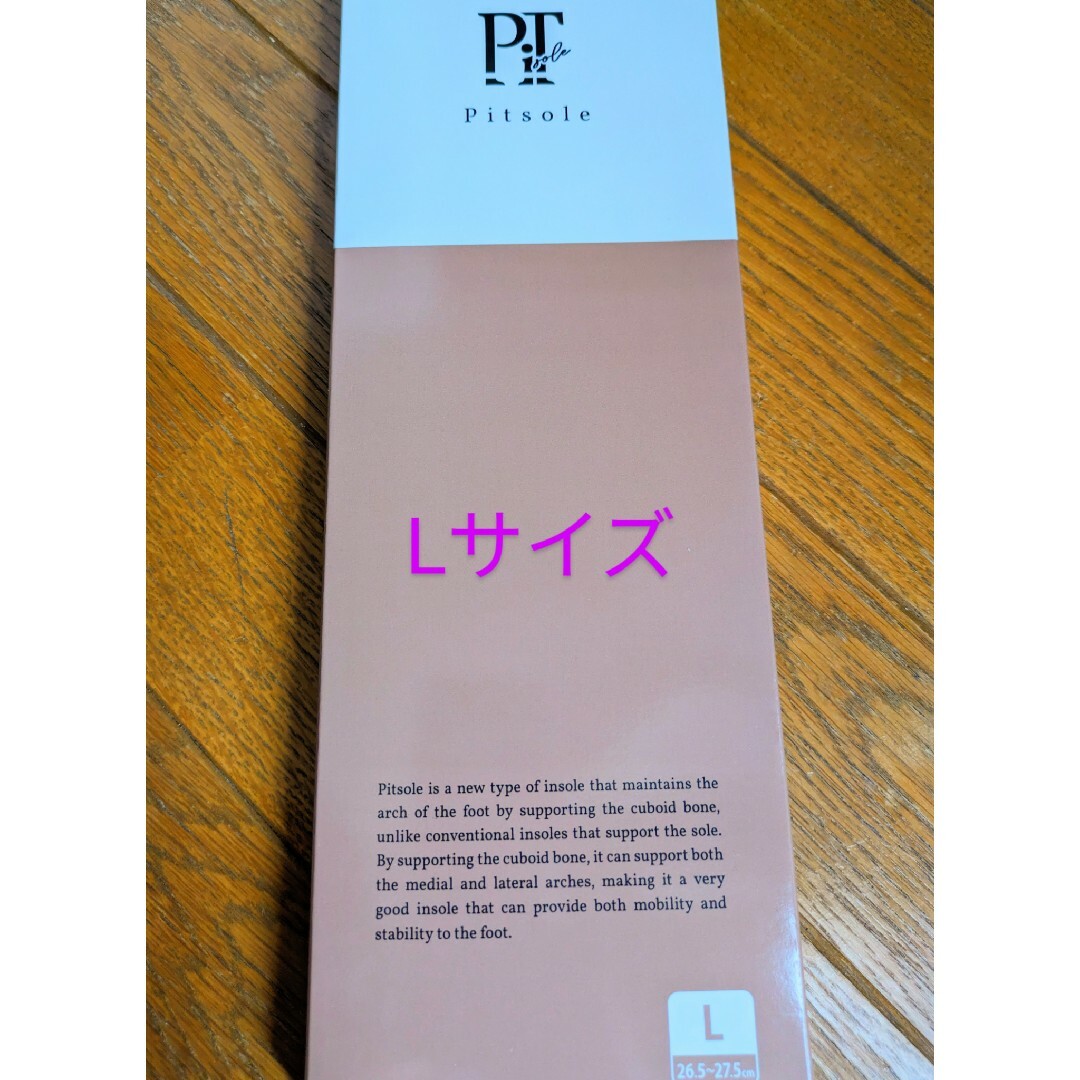 PiT
sole
Pitsole
Lサイズ
Pitsole is a new type of insole that maintains the
arch of the foot by supporting the cuboid bone,
unlike conventional insoles that support the sole.
By supporting the cuboid bone, it can support both
the medial and lateral arches, making it a very
good insole that can provide both mobility and
stability to the foot.
L
26.5~27.5cm